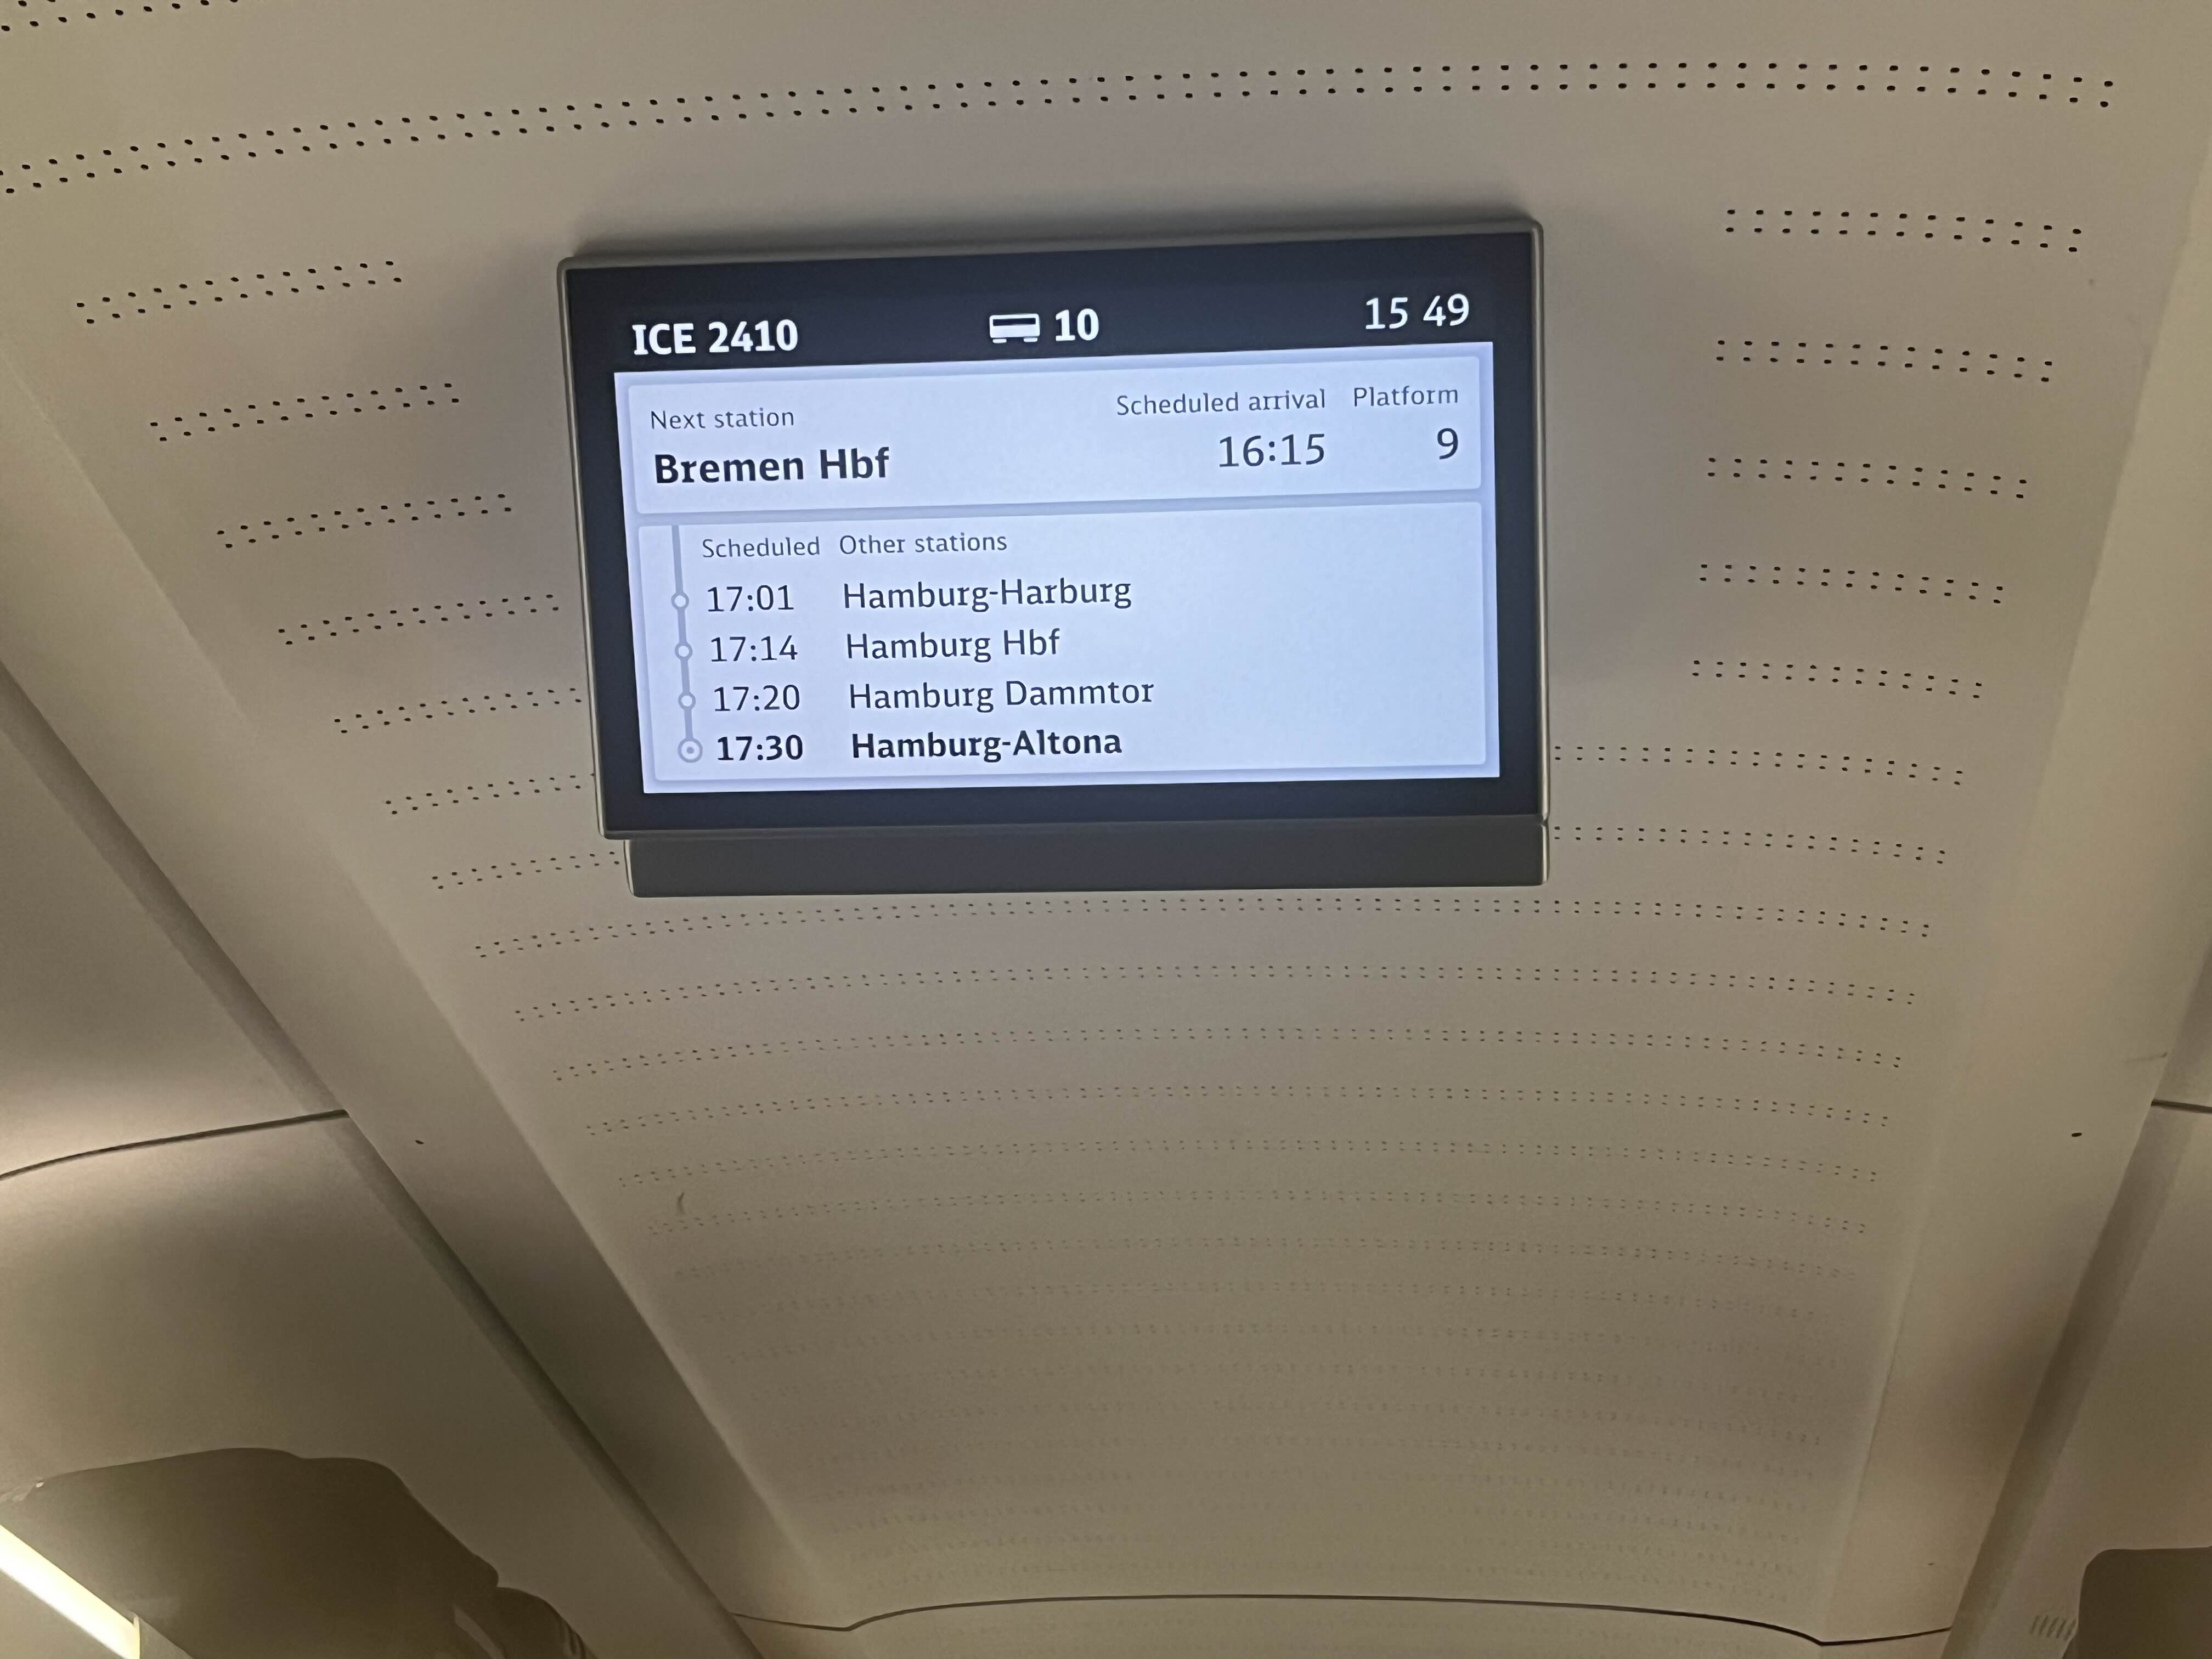 ICE 2410 10 15 49
Next station Scheduled arrival Platform
Bremen Hbf 16:15 9
Scheduled Other stations
17:01 Hamburg-Harburg
17:14 Hamburg Hbf
17:20 Hamburg Dammtor
17:30 Hamburg-Altona